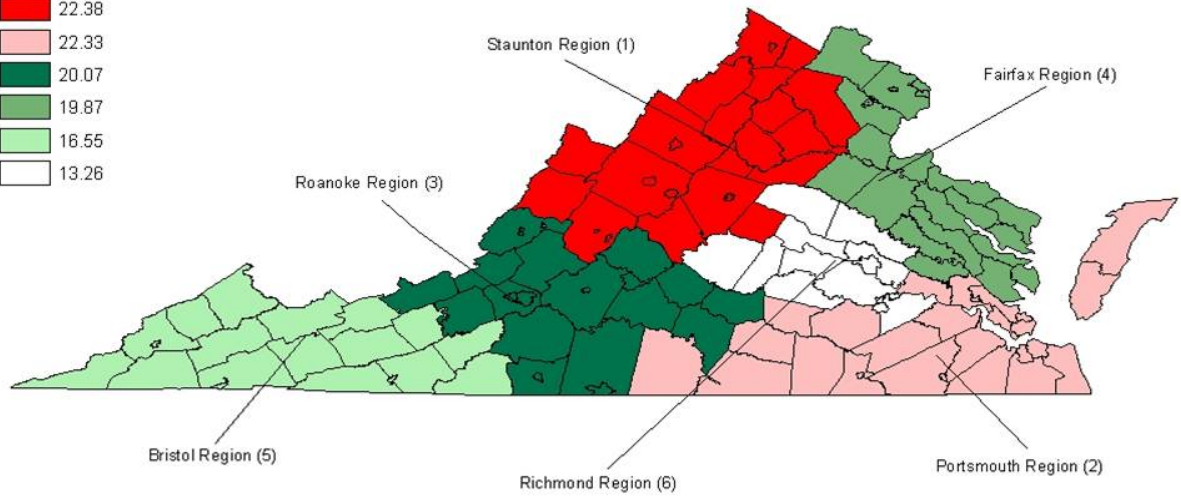 22.38
22.33
20.07
19.87
16.55
13.26
Staunton Region (1)
Fairfax Region (4)
Roanoke Region (3)
Bristol Region (5)
Richmond Region (6)
Portsmouth Region (2)